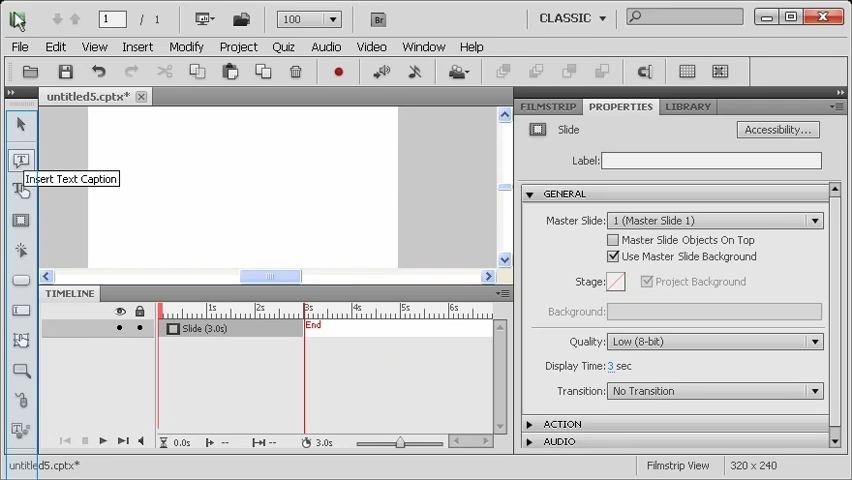 1 / 1 100 Br CLASSIC
File Edit View Insert Modify Project Quiz Audio Video Window Help
untitled5.cptx*
FILMSTRIP PROPERTIES LIBRARY
Slide Accessibility...
Label:
Insert Text Caption
GENERAL
Master Slide: 1 (Master Slide 1)
Master Slide Objects On Top
Use Master Slide Background
Stage: Project Background
Background:
Quality: Low (8-bit)
Display Time: 3 sec
Transition: No Transition
ACTION
AUDIO
TIMELINE
1s 2s 3s 4s 5s 6s
Slide (3.0s) End
0.0s -- -- 3.0s
untitled5.cptx* Filmstrip View 320 x 240